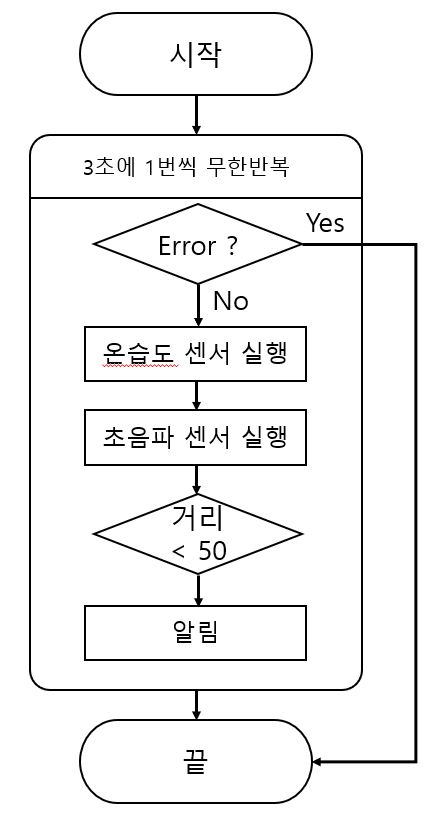 시작
3초에 1번씩 무한반복
Yes
Error ?
No
온습도 센서 실행
초음파 센서 실행
거리
< 50
알림
끝